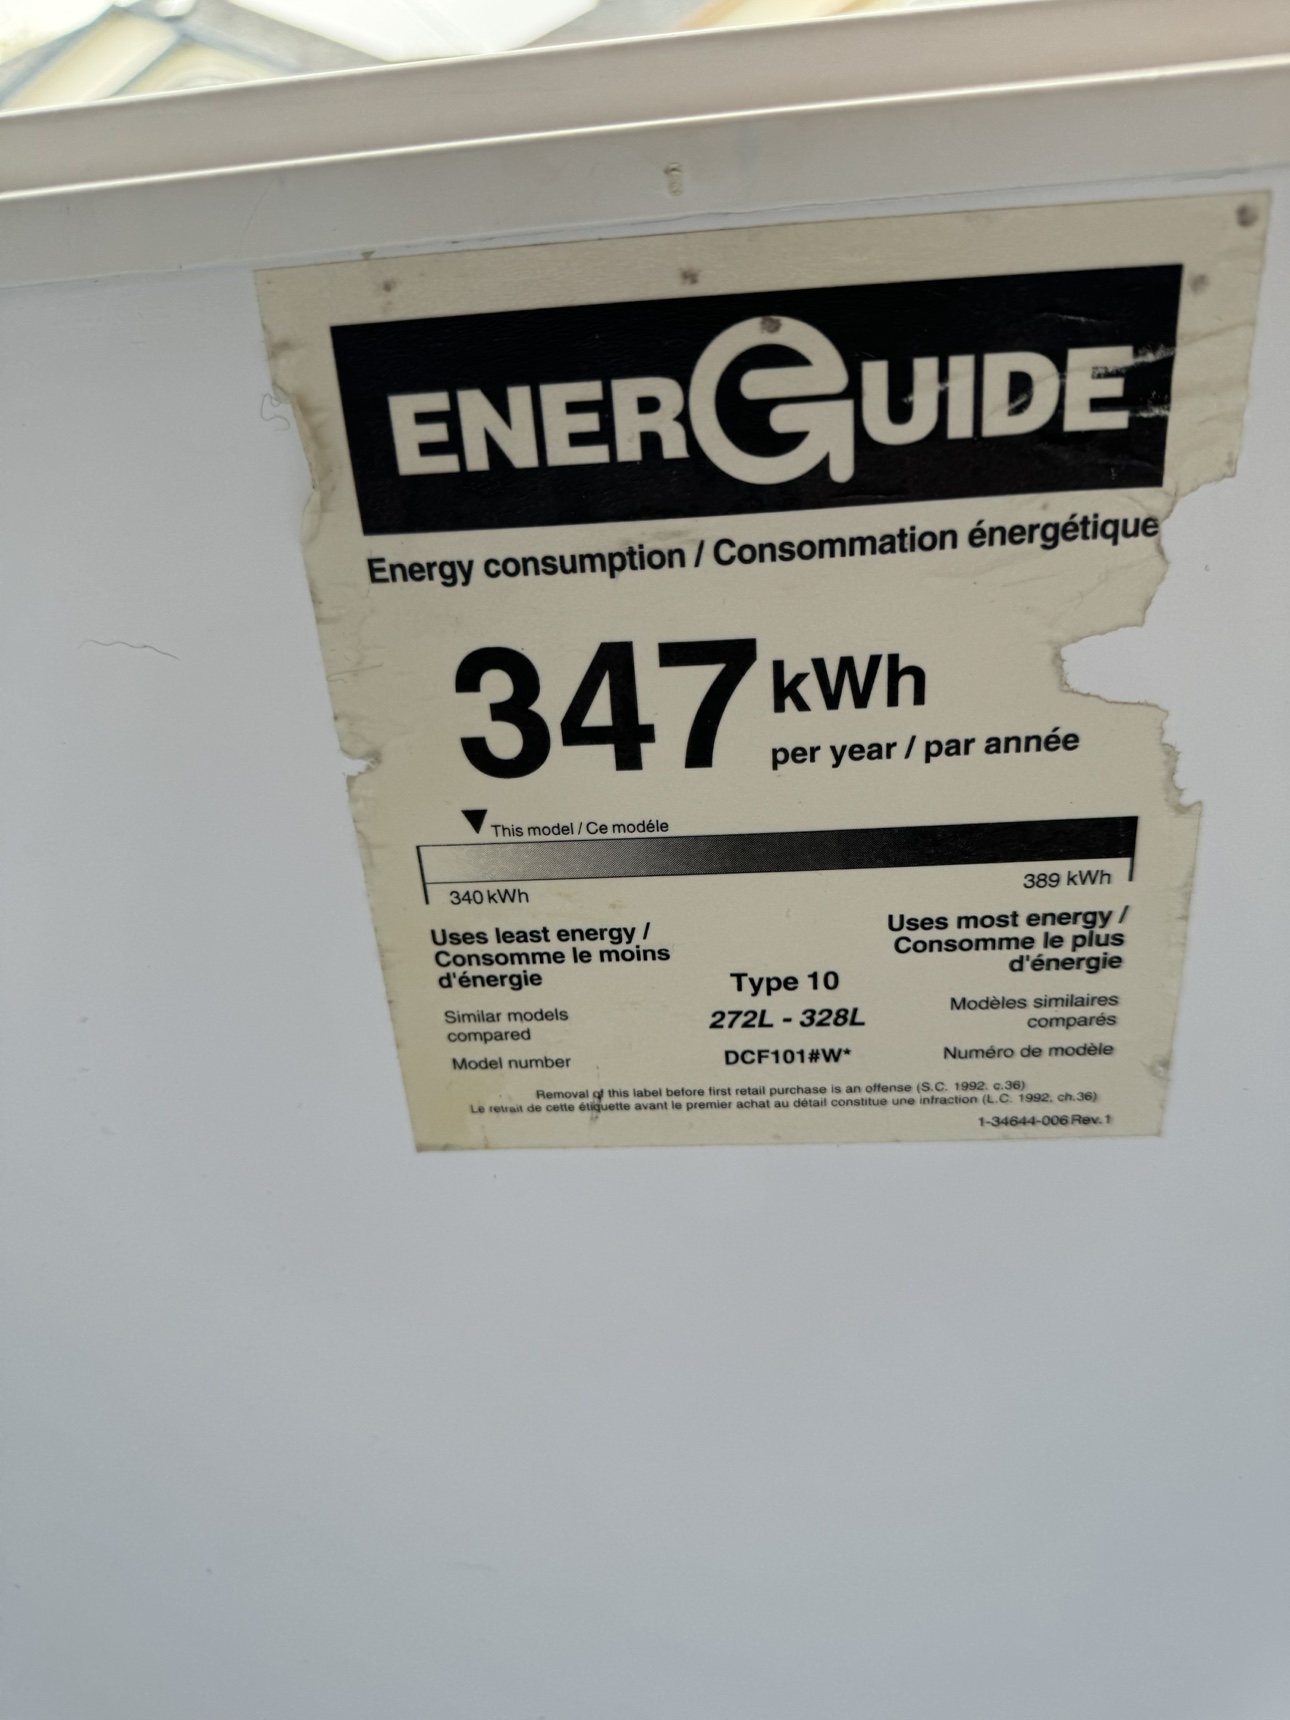 ENERGUIDE
Energy consumption / Consommation énergétique
347 kWh
per year / par année
This model / Ce modéle
340 kWh
389 kWh
Uses least energy /
Consomme le moins
d'énergie
Uses most energy /
Consomme le plus
d'énergie
Type 10
Similar models
compared
272L - 328L
Modèles similaires
comparés
Model number
DCF101#W*
Numéro de modèle
Removal of this label before first retail purchase is an offense (S.C. 1992. c.36)
Le retrait de cette étiquette avant le premier achat au détail constitue une infraction (L.C. 1992, ch.36)
1-34644-006 Rev.1